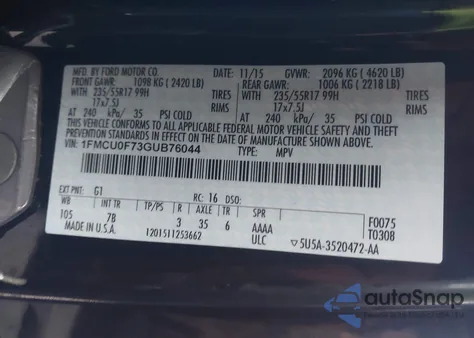 MFD. BY FORD MOTOR CO.
11/15 GVWR: 2096 KG (4620 LB)
FRONT GAWR: 1098 KG (2420 LB) REAR GAWR: 1006 KG (2218 LB)
WITH 235/55R17 99H TIRES WITH 235/55R17 99H TIRES
17x7.5J RIMS 17x7.5J RIMS
AT 240 kPa/ 35 PSI COLD AT 240 kPa/ 35 PSI COLD
THIS VEHICLE CONFORMS TO ALL APPLICABLE FEDERAL MOTOR VEHICLE SAFETY AND THEFT
PREVENTION STANDARDS IN EFFECT ON THE DATE OF MANUFACTURE SHOWN ABOVE.
VIN: 1FMCU0F73GUB76044
TYPE: MPV
EXT PNT: G1 RC: 16 DSO:
WB INT TR TP/PS R AXLE TR SPR
105 7B 3 35 6 AAAA F0075
MADE IN U.S.A. 1201511253662 ULC T0308
5U5A-3520472-AA
autoSnap